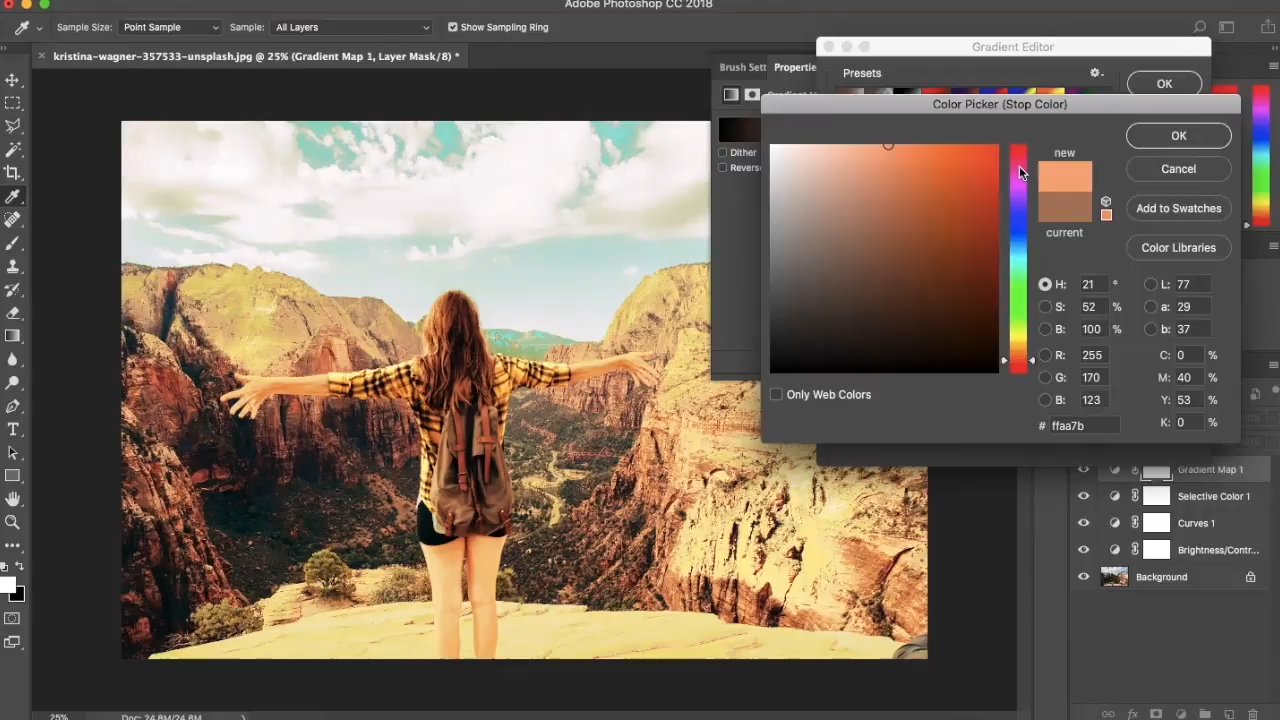 Adobe Photoshop CC 2018
Sample Size: Point Sample Sample: All Layers Show Sampling Ring
kristina-wagner-357533-unsplash.jpg @ 25% (Gradient Map 1, Layer Mask/8) *
Gradient Editor
Brush Sett Propertie
Presets
OK
Color Picker (Stop Color)
Dither
Reverse
new
current
OK
Cancel
Add to Swatches
Color Libraries
H: 21 °
S: 52 %
B: 100 %
R: 255
G: 170
B: 123
# ffaa7b
L: 77
a: 29
b: 37
C: 0 %
M: 40 %
Y: 53 %
K: 0 %
Only Web Colors
Gradient Map 1
Selective Color 1
Curves 1
Brightness/Contr...
Background
25% Doc: 24.8M/24.8M